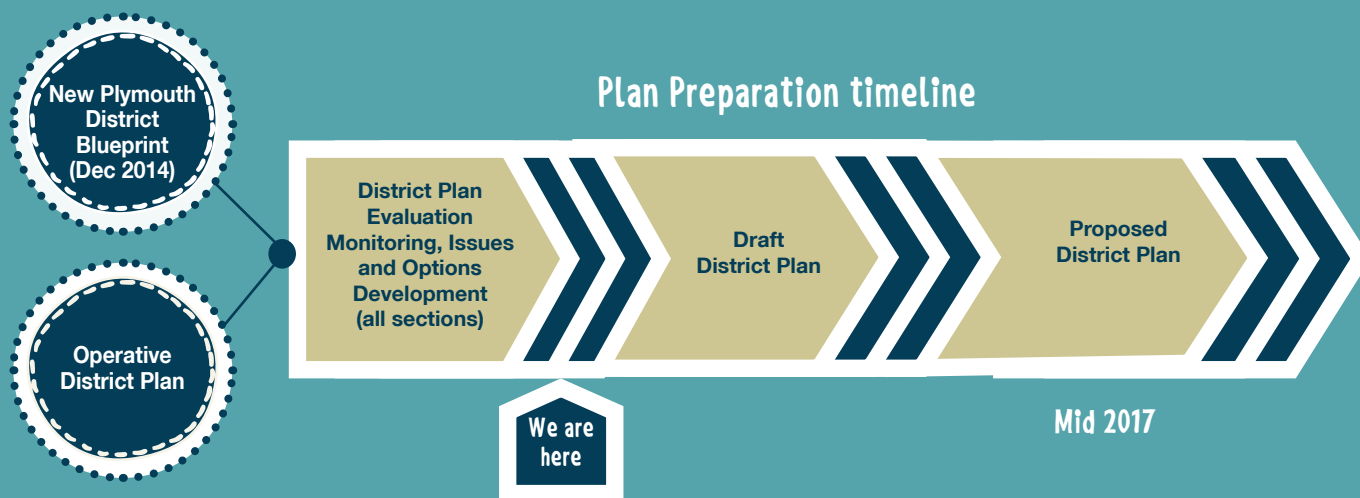 New Plymouth
District
Blueprint
(Dec 2014)
Operative
District Plan
Plan Preparation timeline
District Plan
Evaluation
Monitoring, Issues
and Options
Development
(all sections)
Draft
District Plan
Proposed
District Plan
We are
here
Mid 2017